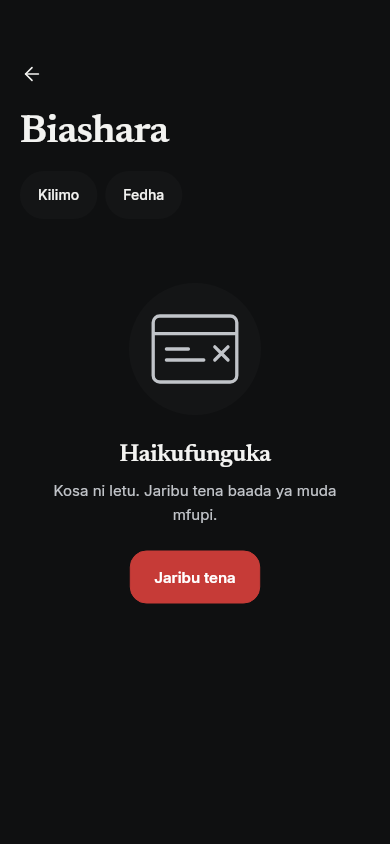 Biashara
Kilimo
Fedha
Haikufunguka
Kosa ni letu. Jaribu tena baada ya muda
mfupi.
Jaribu tena